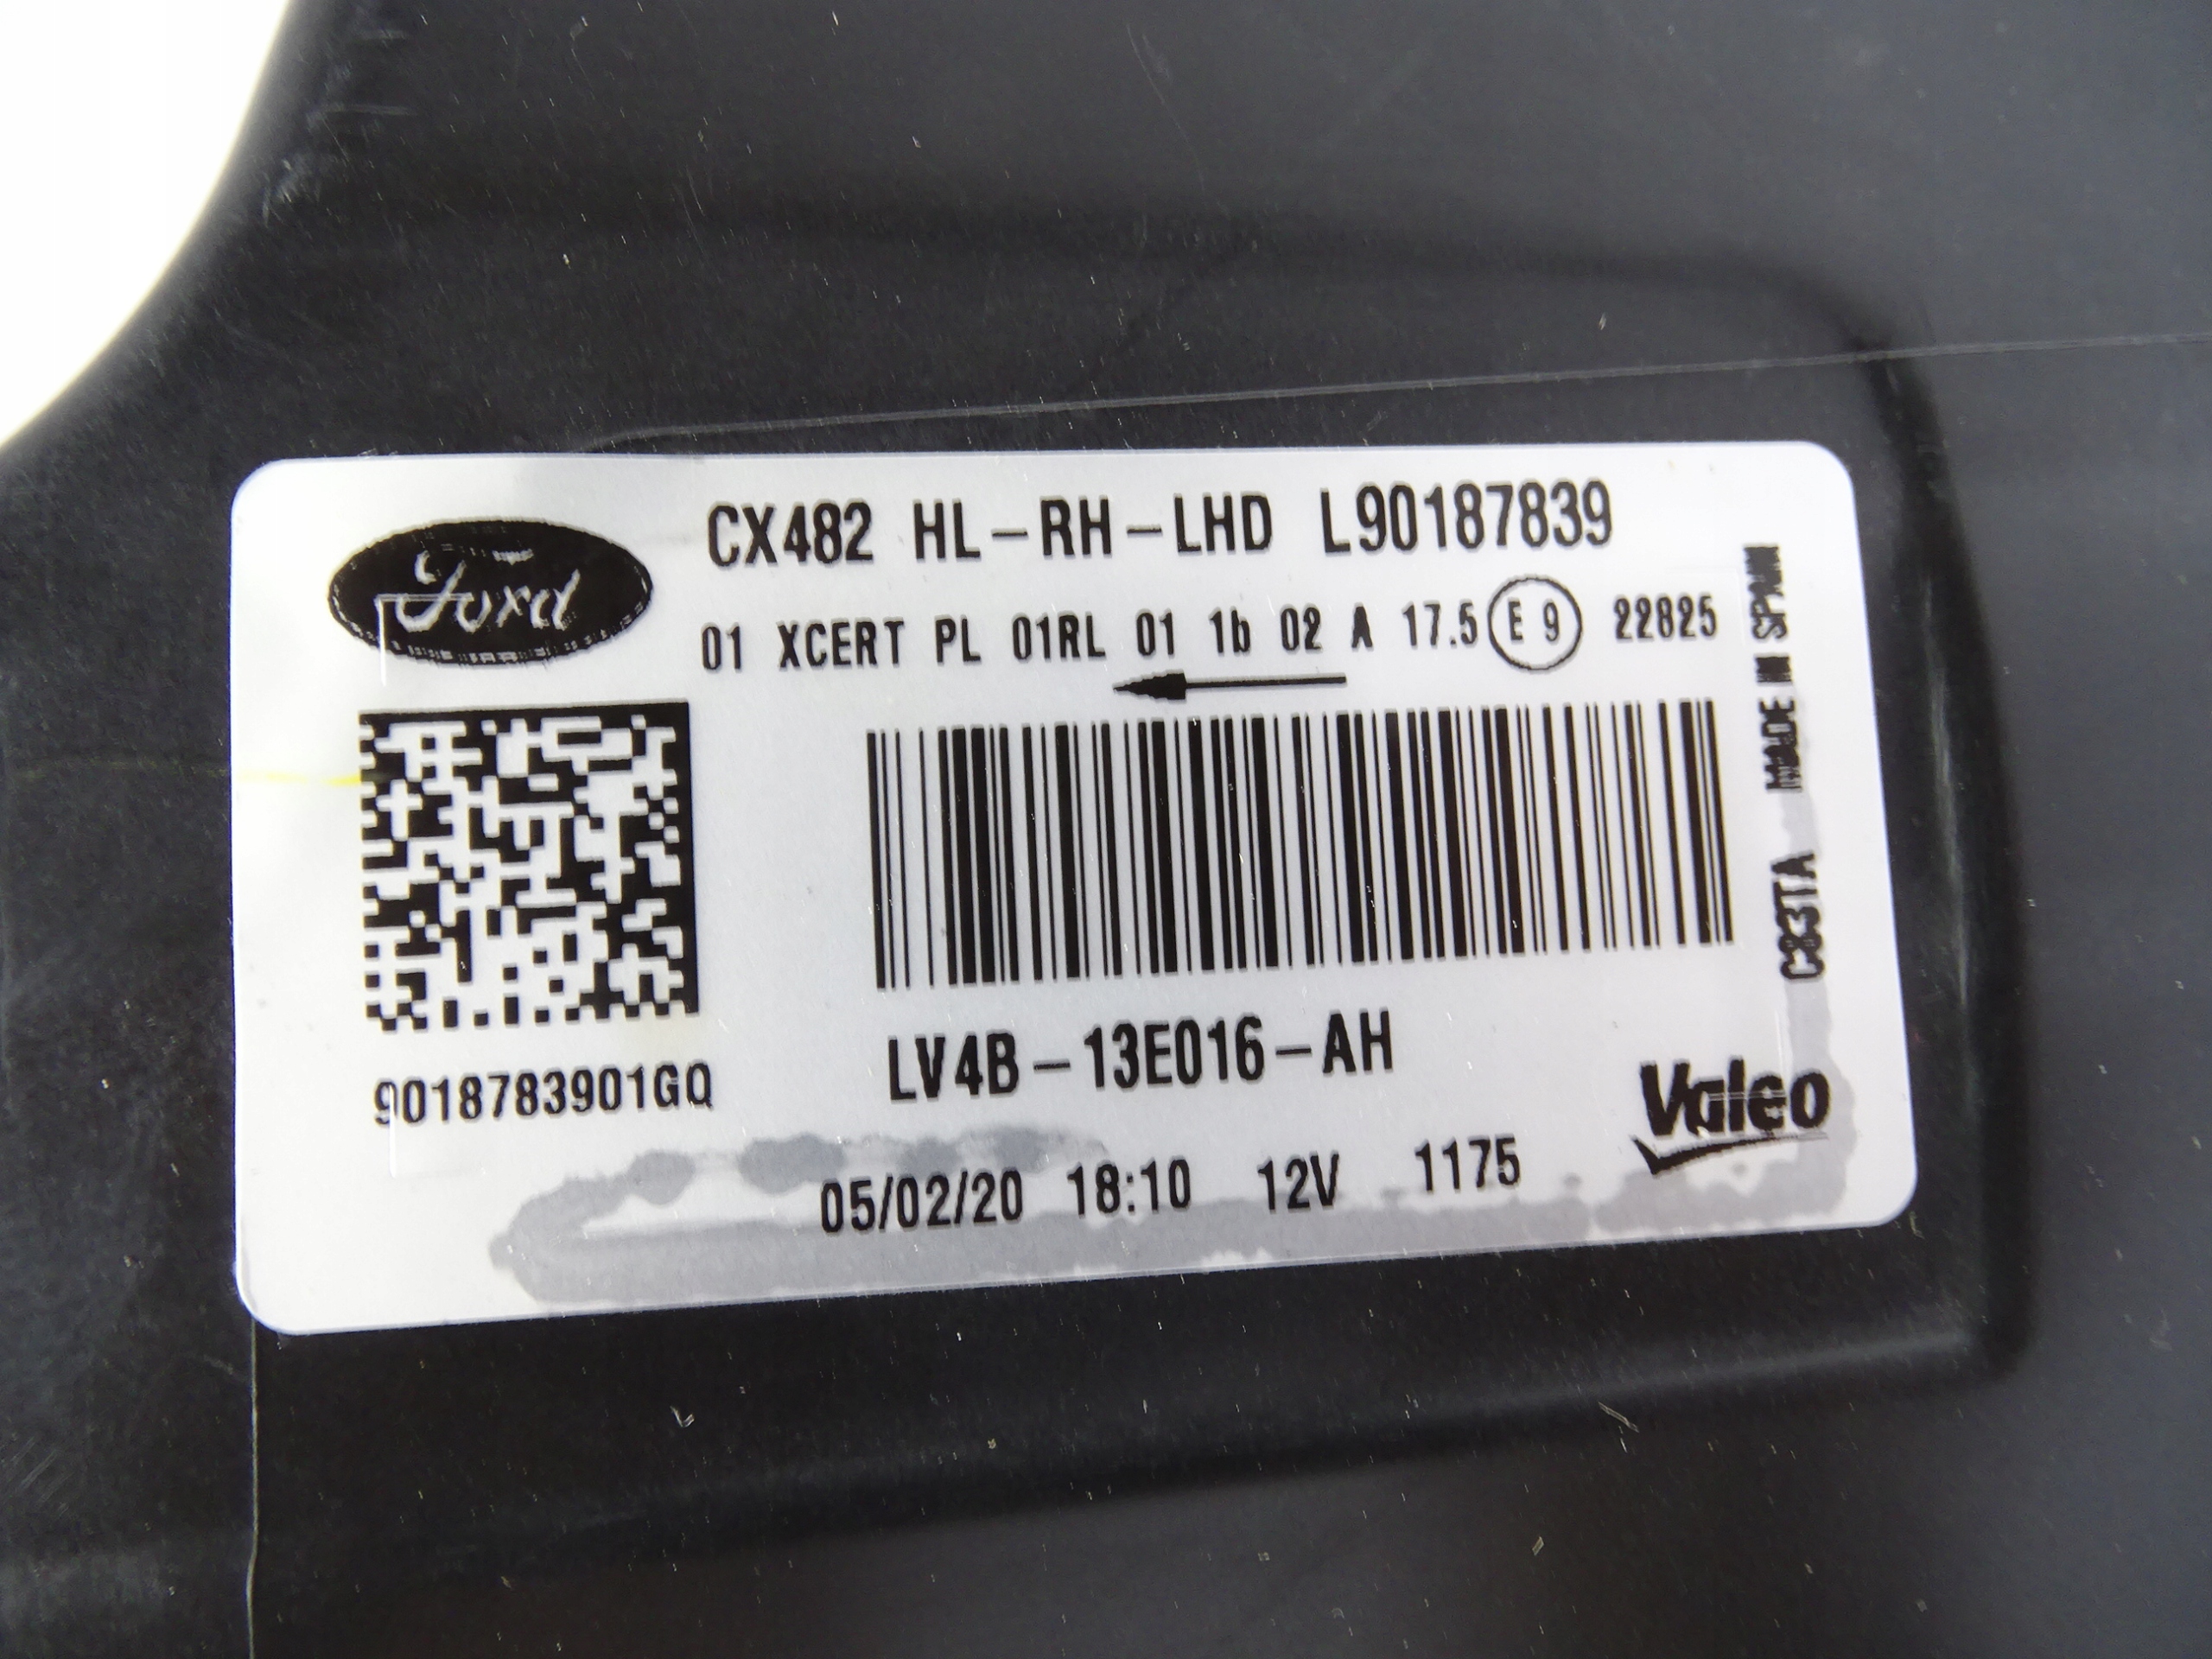 Ford
CX482 HL-RH-LHD L90187839
01 XCERT PL 01RL 01 1b 02 A 17.5 E 9 22825
C83TA MADE IN SPAIN
9018783901GQ
LV4B-13E016-AH
Valeo
05/02/20 18:10 12V 1175